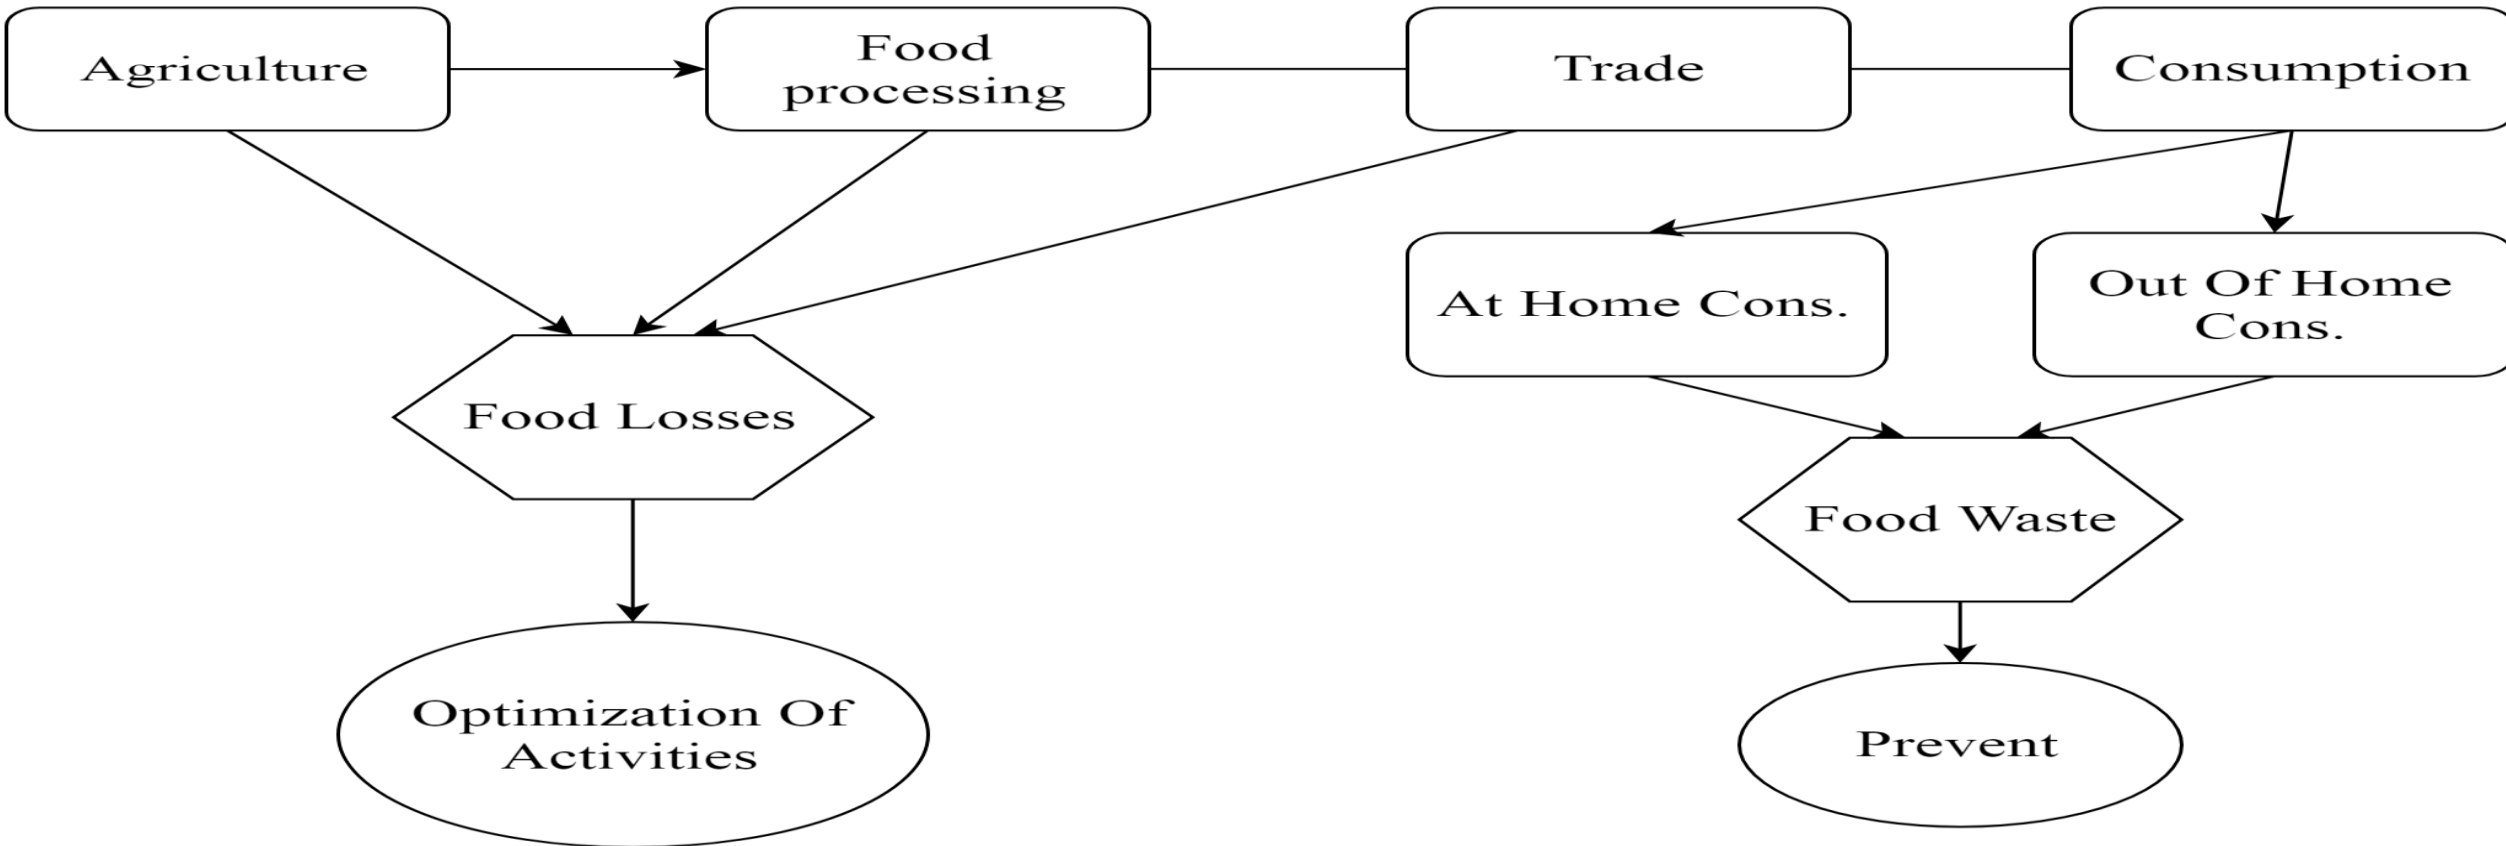 Agriculture
Food
processing
Trade
Consumption
At Home Cons.
Out Of Home
Cons.
Food Losses
Food Waste
Optimization Of
Activities
Prevent